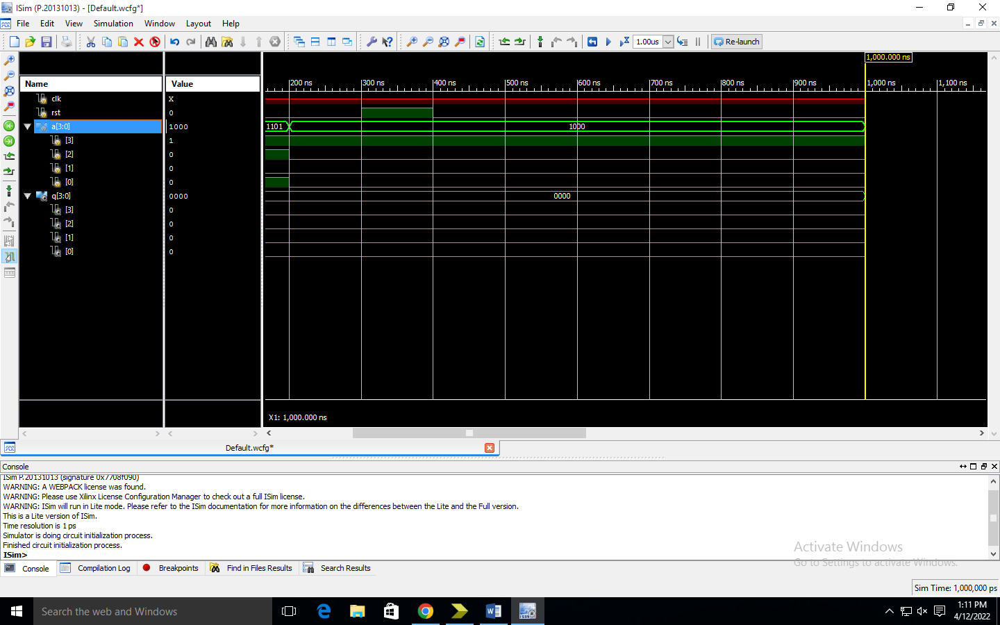 ISim (P.20131013) - [Default.wcfg*]
File Edit View Simulation Window Layout Help
1.00us Re-launch
1,000.000 ns
Name Value
200 ns 300 ns 400 ns 500 ns 600 ns 700 ns 800 ns 900 ns 1,000 ns 1,100 ns
clk X
rst 0
a[3:0] 1000 1101 1000
[3] 1
[2] 0
[1] 0
[0] 0
q[3:0] 0000 0000
[3] 0
[2] 0
[1] 0
[0] 0
X1: 1,000.000 ns
Default.wcfg*
Console
ISim P.20131013 (signature 0x7708f090)
WARNING: A WEBPACK license was found.
WARNING: Please use Xilinx License Configuration Manager to check out a full ISim license.
WARNING: ISim will run in Lite mode. Please refer to the ISim documentation for more information on the differences between the Lite and the Full version.
This is a Lite version of ISim.
Time resolution is 1 ps
Simulator is doing circuit initialization process.
Finished circuit initialization process.
ISim>
Activate Windows
Go to Settings to activate Windows.
Console Compilation Log Breakpoints Find in Files Results Search Results
Sim Time: 1,000,000 ps
Search the web and Windows
1:11 PM
4/12/2022